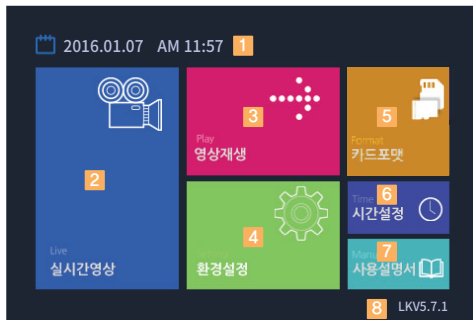 2016.01.07 AM 11:57 1
2
Live
실시간영상
3
Play
영상재생
4
환경설정
5
Format
카드포맷
6
Time
시간설정
7
사용설명서
8 LKV5.7.1